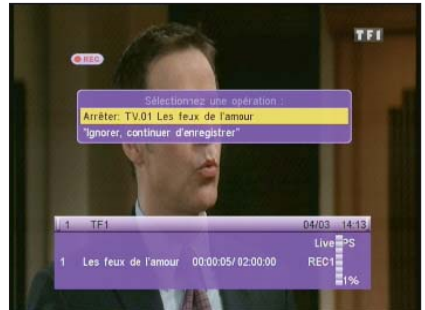 TF1
REC
Sélectionnez une opération :
Arrêter: TV.01 Les feux de l'amour
"Ignorer, continuer d'enregistrer"
1 TF1 04/03 14:13
Live PS
1 Les feux de l'amour 00:00:05/ 02:00:00 REC1
1%